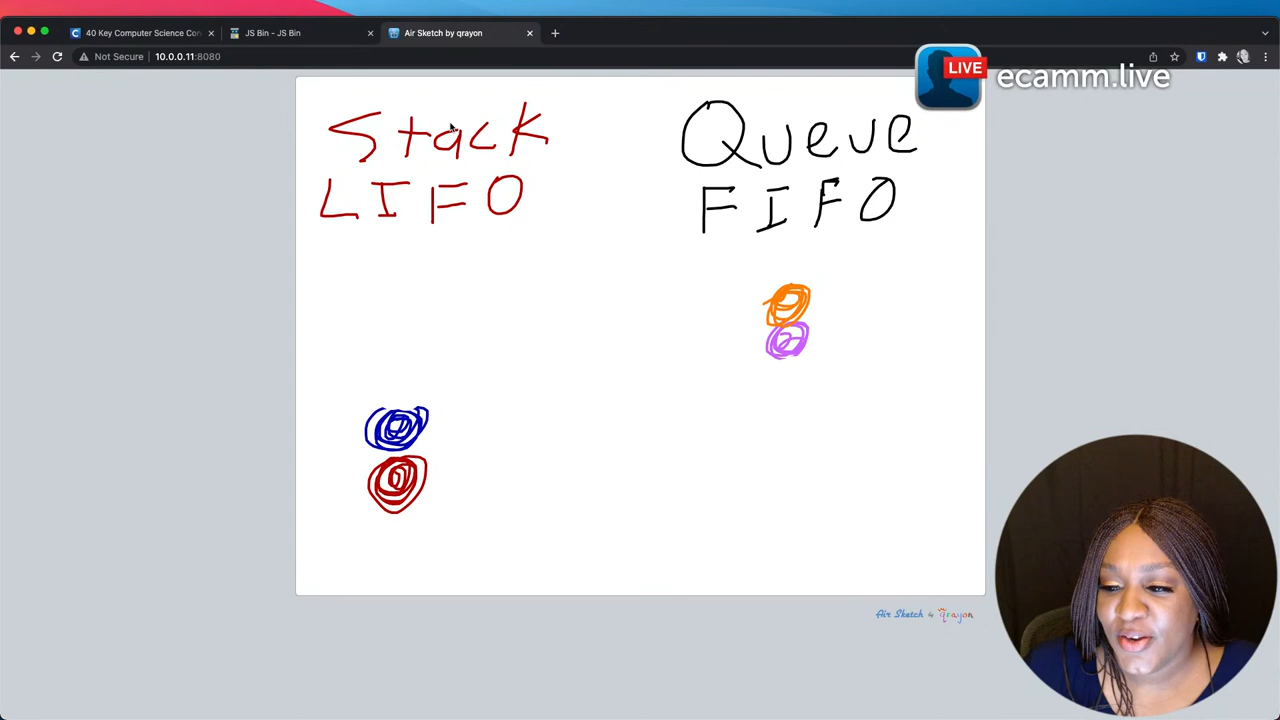 40 Key Computer Science Con
JS Bin - JS Bin
Air Sketch by qrayon
Not Secure
10.0.0.11:8080
LIVE
ecamm.live
Stack
LIFO
Queue
FIFO
Air Sketch by qrayon